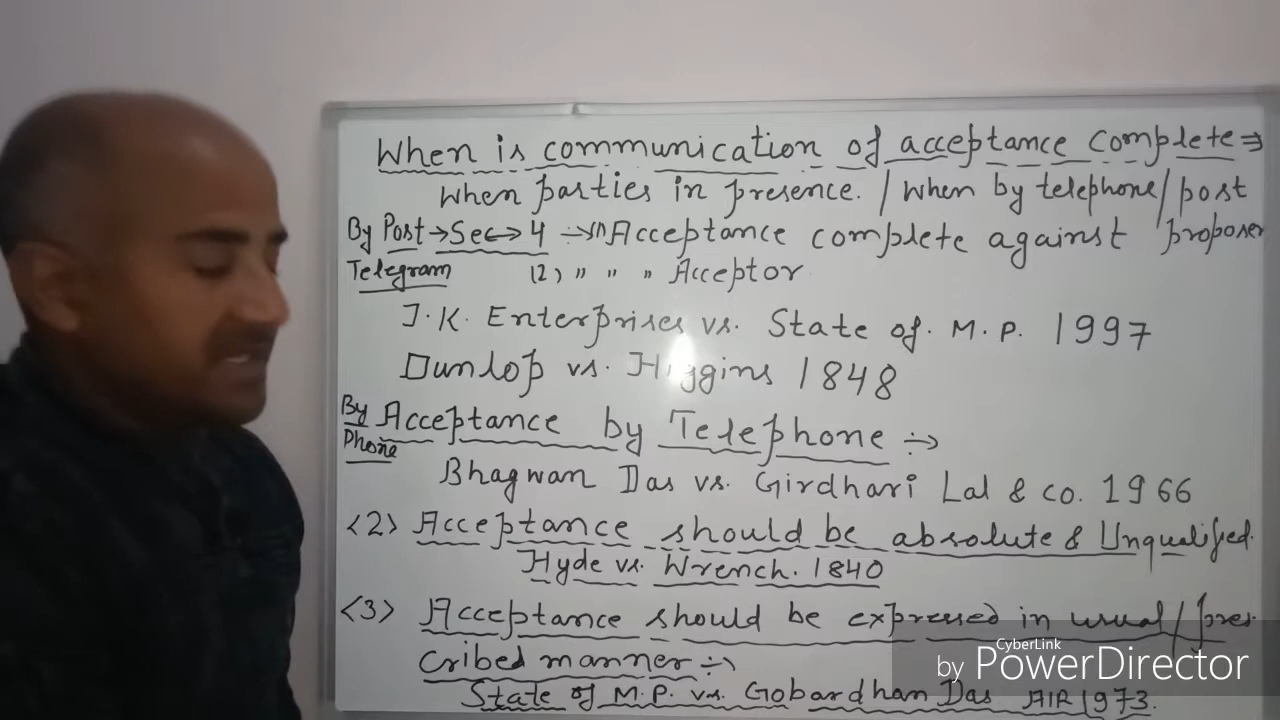 When is communication of acceptance complete ⇒
When parties in presence. / When by telephone/post
By Post → Sec → 4 :→ (1) Acceptance complete against proposer
Telegram (2) " " " Acceptor
J.K. Enterprises vs. State of. M.P. 1997
Dunlop vs. Higgins 1848
By Acceptance by Telephone ÷→
Phone
Bhagwan Das vs. Girdhari Lal & co. 1966
<2> Acceptance should be absolute & Unqualified.
Hyde vs. Wrench. 1840
<3> Acceptance should be expressed in usual/pres-
cribed manner ÷→
State of M.P. vs. Gobardhan Das AIR 1973.
CyberLink
by PowerDirector